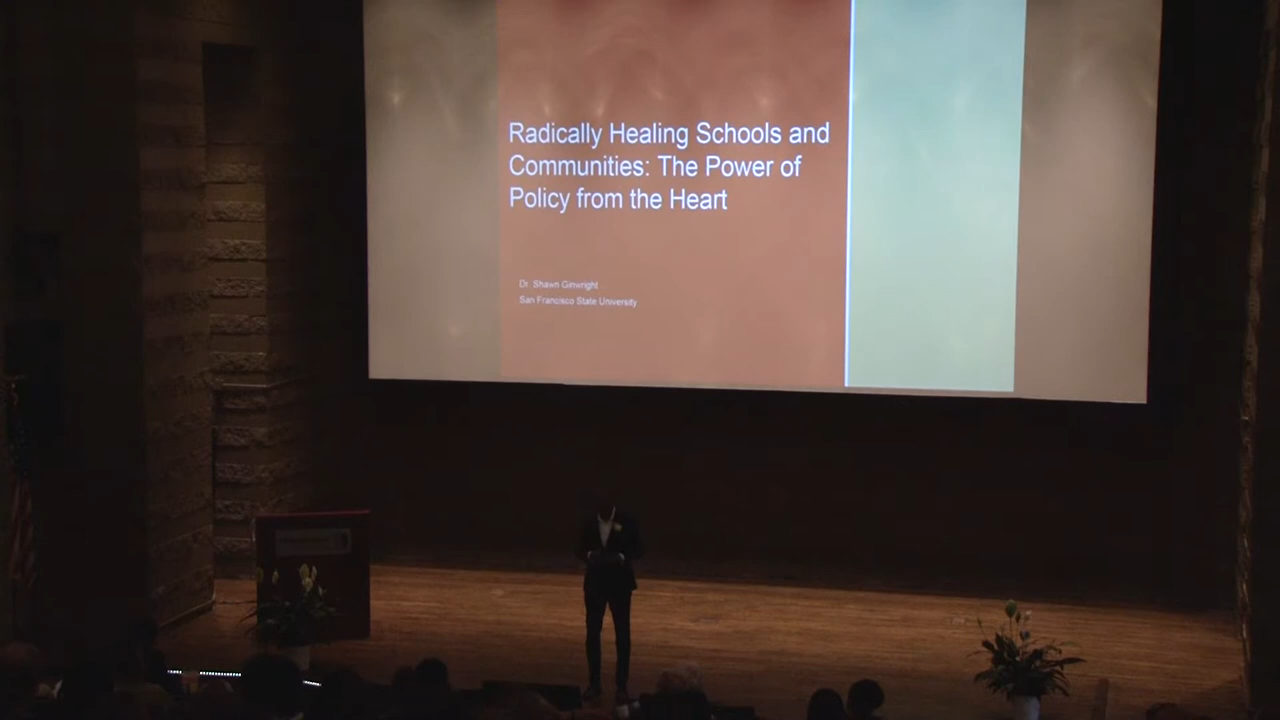 Radically Healing Schools and
Communities: The Power of
Policy from the Heart
Dr. Shawn Ginwright
San Francisco State University